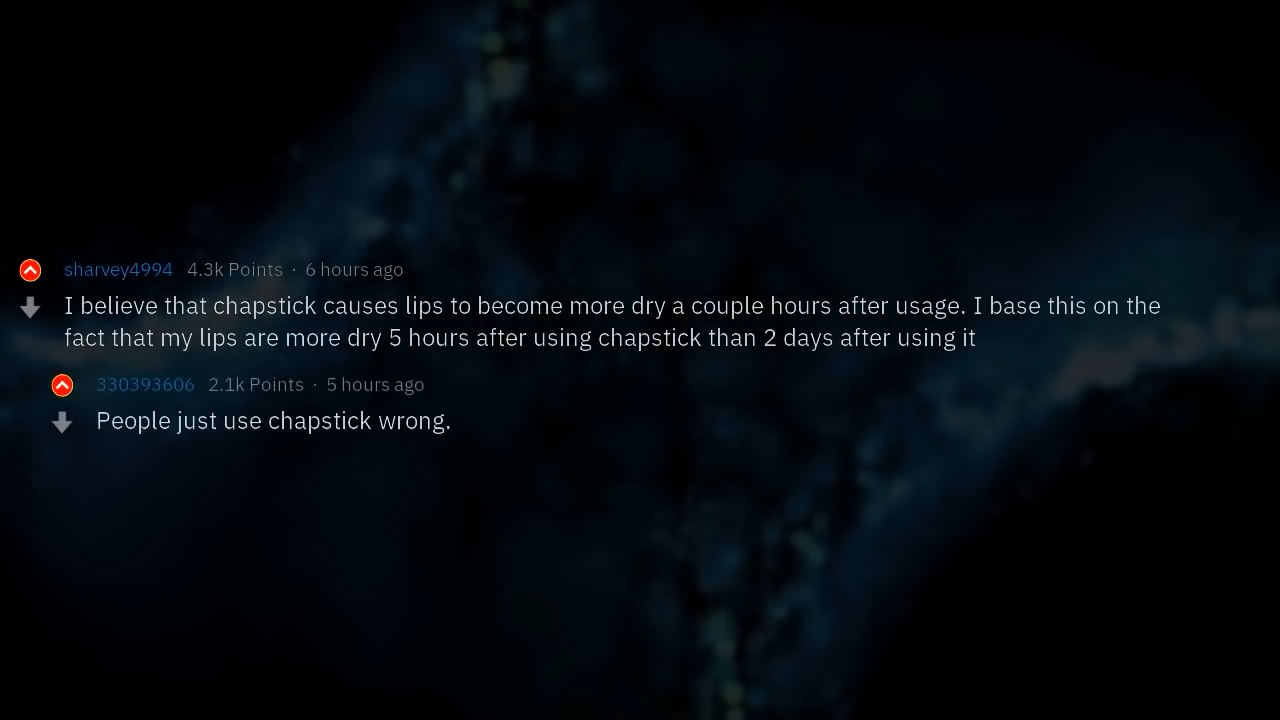 sharvey4994 4.3k Points · 6 hours ago
I believe that chapstick causes lips to become more dry a couple hours after usage. I base this on the
fact that my lips are more dry 5 hours after using chapstick than 2 days after using it
330393606 2.1k Points · 5 hours ago
People just use chapstick wrong.